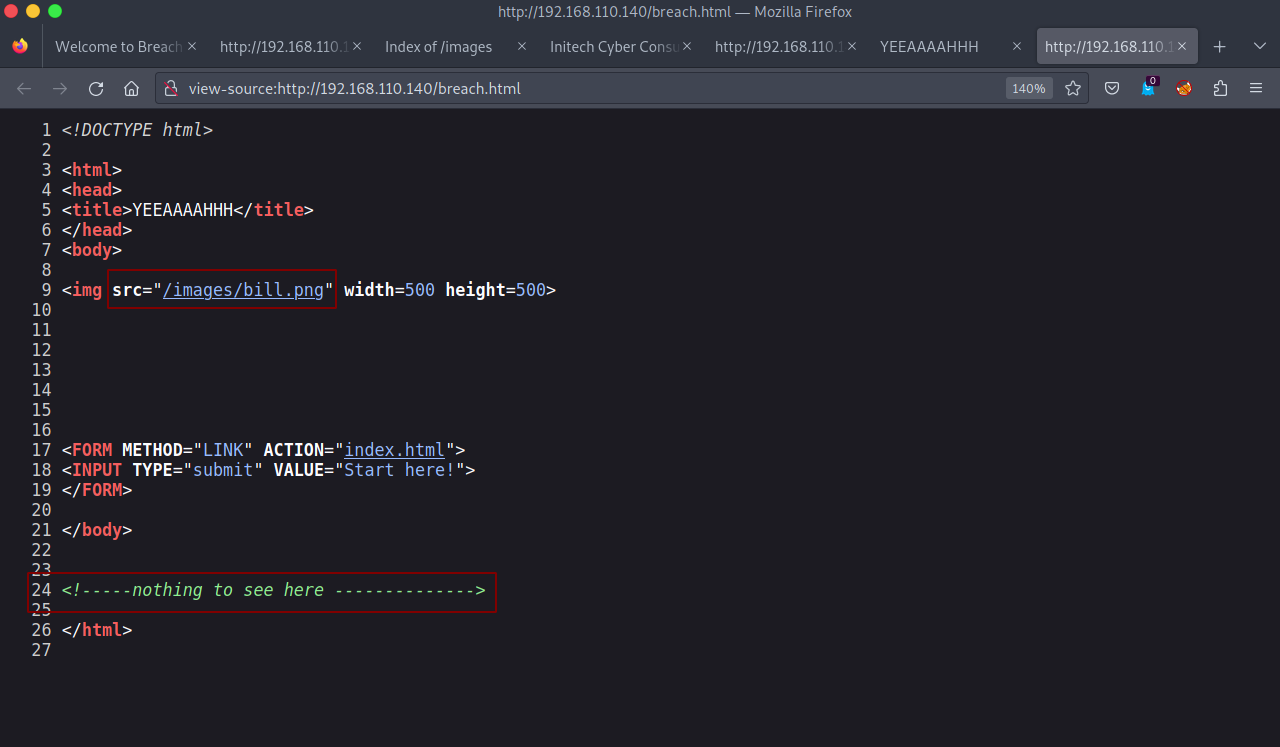 http://192.168.110.140/breach.html — Mozilla Firefox
Welcome to Breach
http://192.168.110.1
Index of /images
Initech Cyber Consu
http://192.168.110.1
YEEAAAAHHH
http://192.168.110.1
view-source:http://192.168.110.140/breach.html
140%
0
1 <!DOCTYPE html>
2
3 <html>
4 <head>
5 <title>YEEAAAAHHH</title>
6 </head>
7 <body>
8
9 <img src="/images/bill.png" width=500 height=500>
10
11
12
13
14
15
16
17 <FORM METHOD="LINK" ACTION="index.html">
18 <INPUT TYPE="submit" VALUE="Start here!">
19 </FORM>
20
21 </body>
22
23
24 <!-----nothing to see here -------------->
25
26 </html>
27